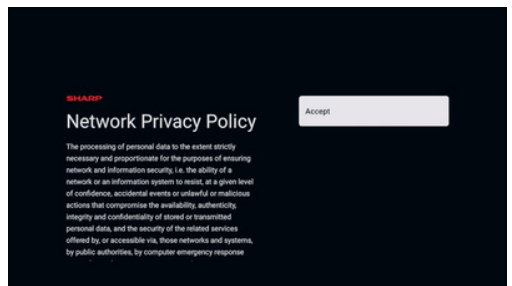 SHARP
Network Privacy Policy
Accept
The processing of personal data to the extent strictly
necessary and proportionate for the purposes of ensuring
network and information security, i.e. the ability of a
network or an information system to resist, at a given level
of confidence, accidental events or unlawful or malicious
actions that compromise the availability, authenticity,
integrity and confidentiality of stored or transmitted
personal data, and the security of the related services
offered by, or accessible via, those networks and systems,
by public authorities, by computer emergency response